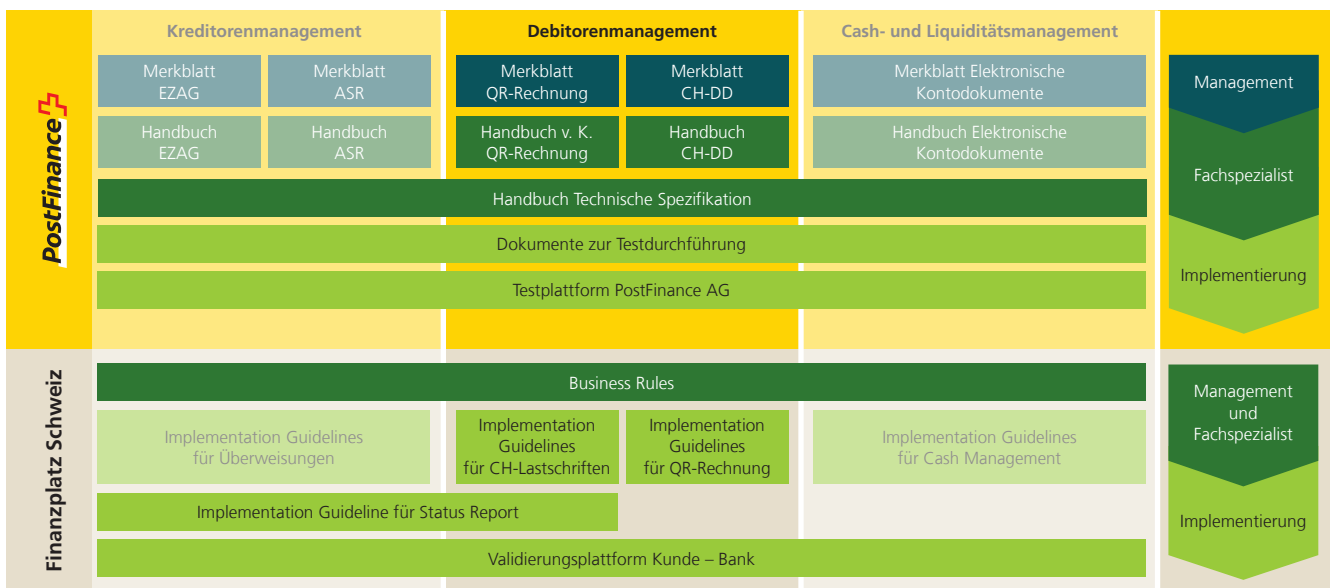 Kreditorenmanagement
Debitorenmanagement
Cash- und Liquiditätsmanagement
PostFinance
Merkblatt
EZAG
Merkblatt
ASR
Merkblatt
QR-Rechnung
Merkblatt
CH-DD
Merkblatt Elektronische
Kontodokumente
Management
Handbuch
EZAG
Handbuch
ASR
Handbuch v. K.
QR-Rechnung
Handbuch
CH-DD
Handbuch Elektronische
Kontodokumente
Fachspezialist
Handbuch Technische Spezifikation
Dokumente zur Testdurchführung
Testplattform PostFinance AG
Implementierung
Finanzplatz Schweiz
Business Rules
Management
und
Fachspezialist
Implementation Guidelines
für Überweisungen
Implementation
Guidelines
für CH-Lastschriften
Implementation
Guidelines
für QR-Rechnung
Implementation Guidelines
für Cash Management
Implementation Guideline für Status Report
Implementierung
Validierungsplattform Kunde – Bank